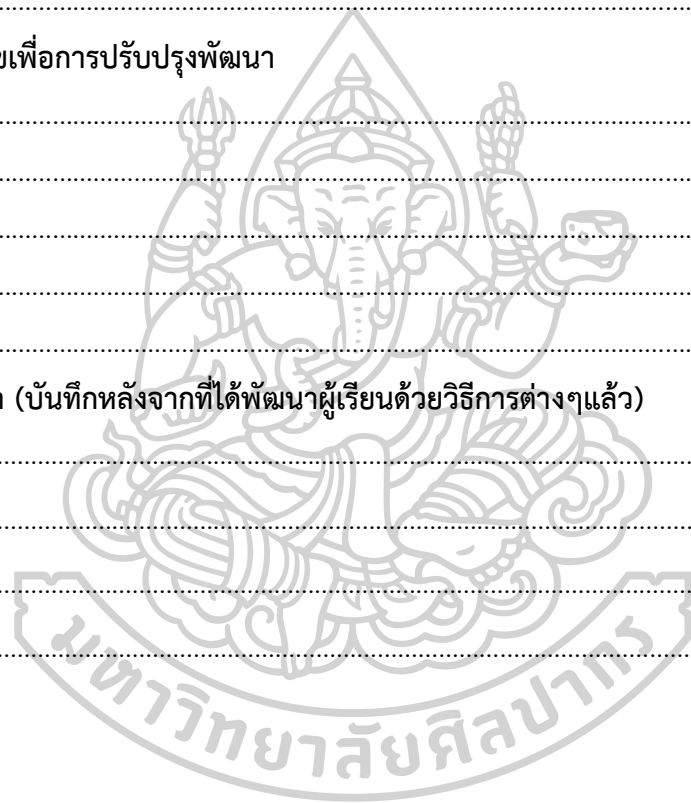 ขเพื่อการปรับปรุงพัฒนา
(บันทึกหลังจากที่ได้พัฒนาผู้เรียนด้วยวิธีการต่างๆแล้ว)
มหาวิทยาลัยศิลปากร